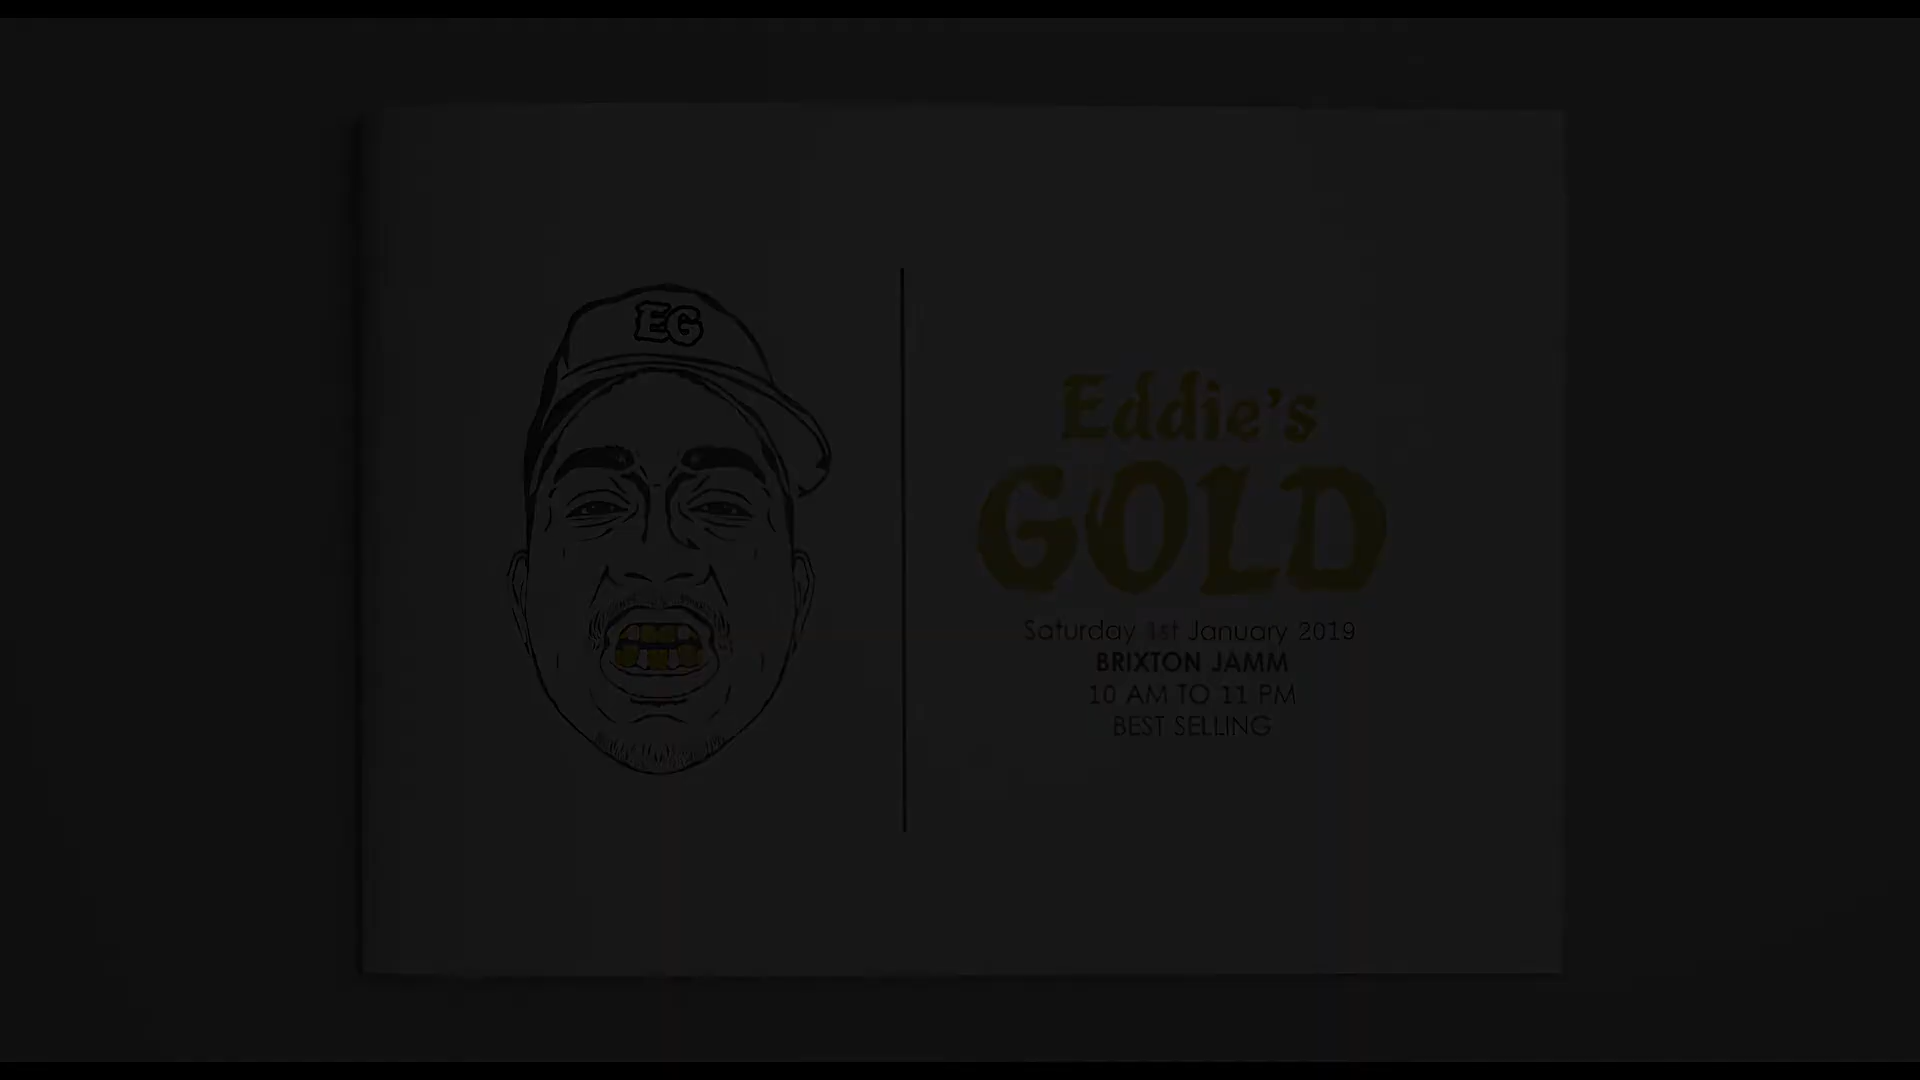 EG
Eddie's
GOLD
Saturday 1st January 2019
BRIXTON JAMM
10 AM TO 11 PM
BEST SELLING